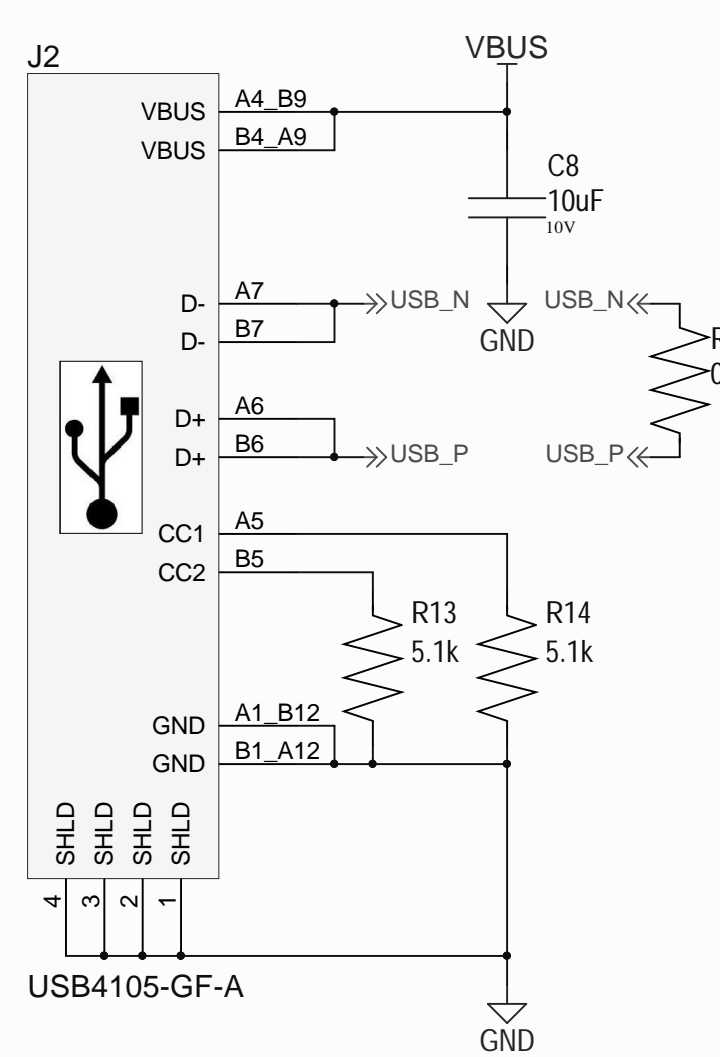 VBUS
J2
VBUS A4_B9
VBUS B4_A9
C8
10uF
10V
D- A7 USB_N GND USB_N
D- B7
D+ A6
D+ B6 USB_P USB_P
CC1 A5
CC2 B5
R13 R14
5.1k 5.1k
GND A1_B12
GND B1_A12
SHLD SHLD SHLD SHLD
4 3 2 1
USB4105-GF-A
GND